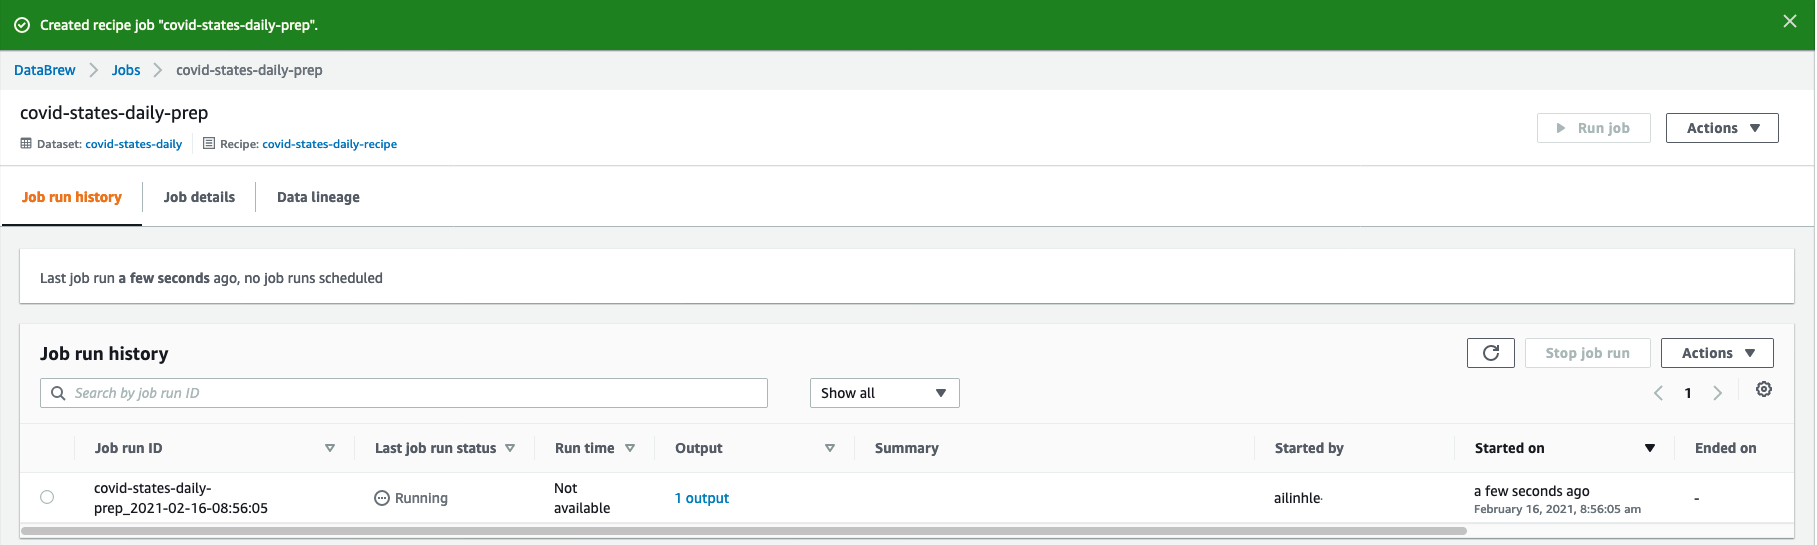 Created recipe job "covid-states-daily-prep".
DataBrew Jobs covid-states-daily-prep
covid-states-daily-prep
Run job Actions
Dataset: covid-states-daily Recipe: covid-states-daily-recipe
Job run history Job details Data lineage
Last job run a few seconds ago, no job runs scheduled
Job run history
Stop job run Actions
Search by job run ID Show all 1
Job run ID Last job run status Run time Output Summary Started by Started on Ended on
covid-states-daily-
prep_2021-02-16-08:56:05
Running
Not
available
1 output
ailinhle
a few seconds ago
February 16, 2021, 8:56:05 am
-